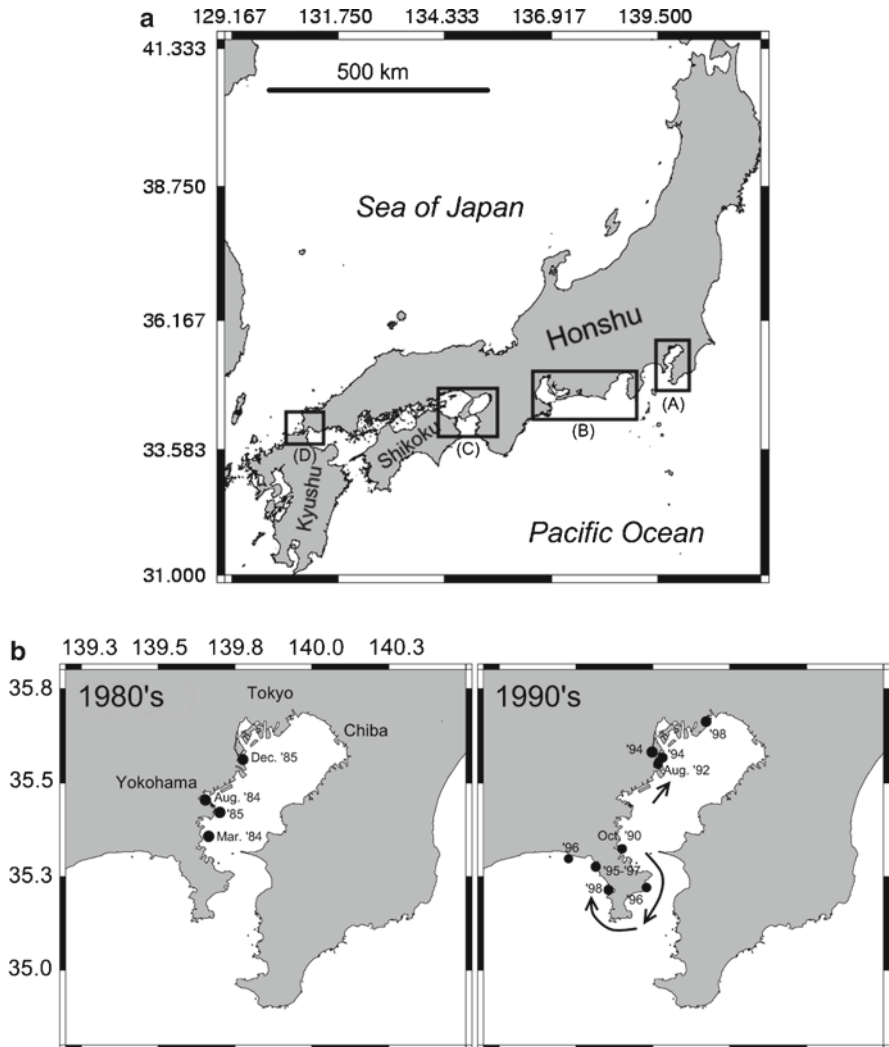 129.167 131.750 134.333 136.917 139.500
a
41.333
500 km
38.750
Sea of Japan
36.167
Honshu
(A)
(B)
33.583
Shikoku
(C)
(D)
Kyushu
Pacific Ocean
31.000
b
139.3 139.5 139.8 140.0 140.3
35.8
1980's
Tokyo
Chiba
Dec. '85
35.5
Yokohama
Aug. '84
'85
Mar. '84
35.3
35.0
1990's
'98
'94
'94
Aug. '92
Oct. '90
'96
'95-'97
'98
'96